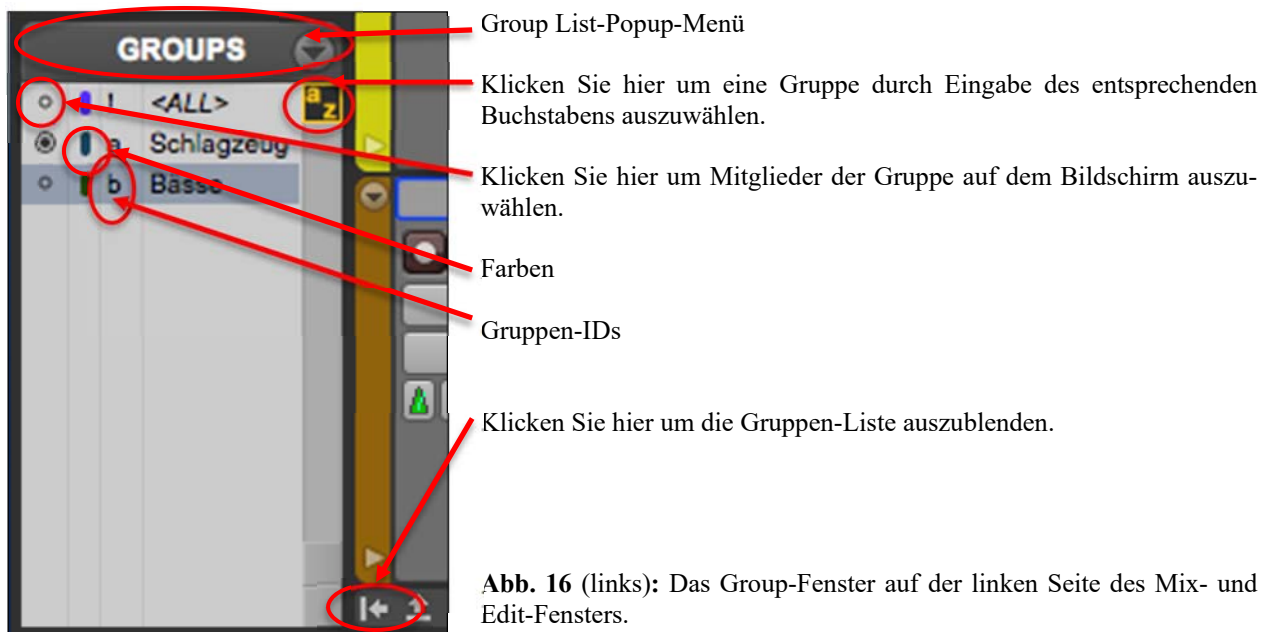 GROUPS
! <ALL>
a z
a Schlagzeug
b Bässe
Group List-Popup-Menü
Klicken Sie hier um eine Gruppe durch Eingabe des entsprechenden
Buchstabens auszuwählen.
Klicken Sie hier um Mitglieder der Gruppe auf dem Bildschirm auszu-
wählen.
Farben
Gruppen-IDs
Klicken Sie hier um die Gruppen-Liste auszublenden.
Abb. 16 (links): Das Group-Fenster auf der linken Seite des Mix- und
Edit-Fensters.